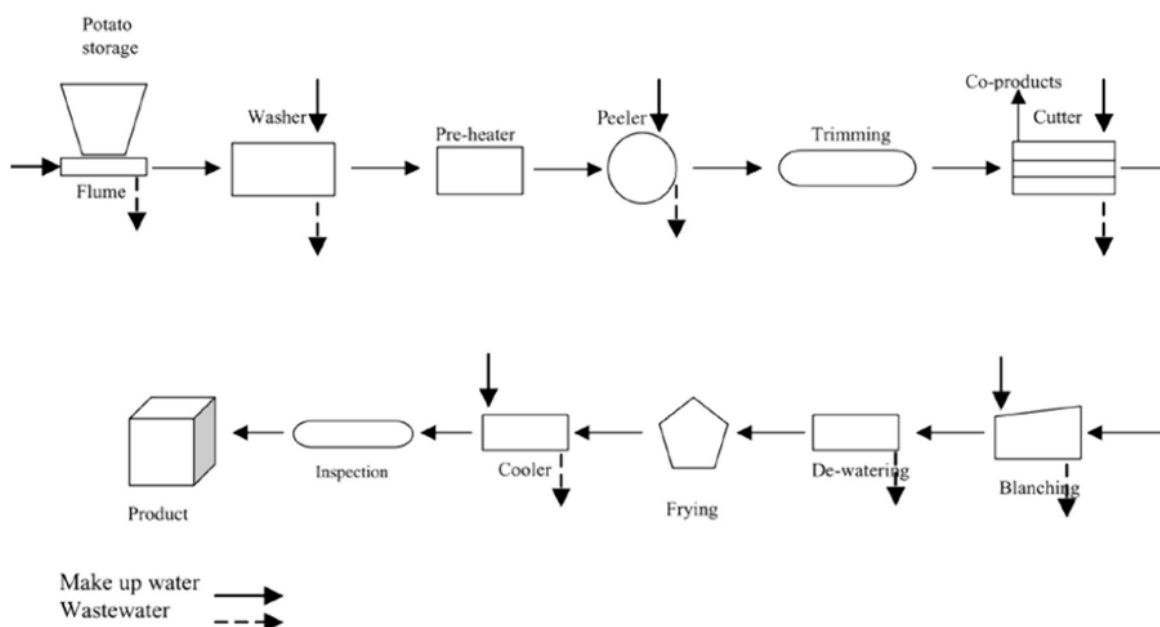 Potato
storage
Co-products
Washer
Peeler
Cutter
Pre-heater
Trimming
Flume
Inspection
Cooler
De-watering
Blanching
Product
Frying
Make up water
Wastewater